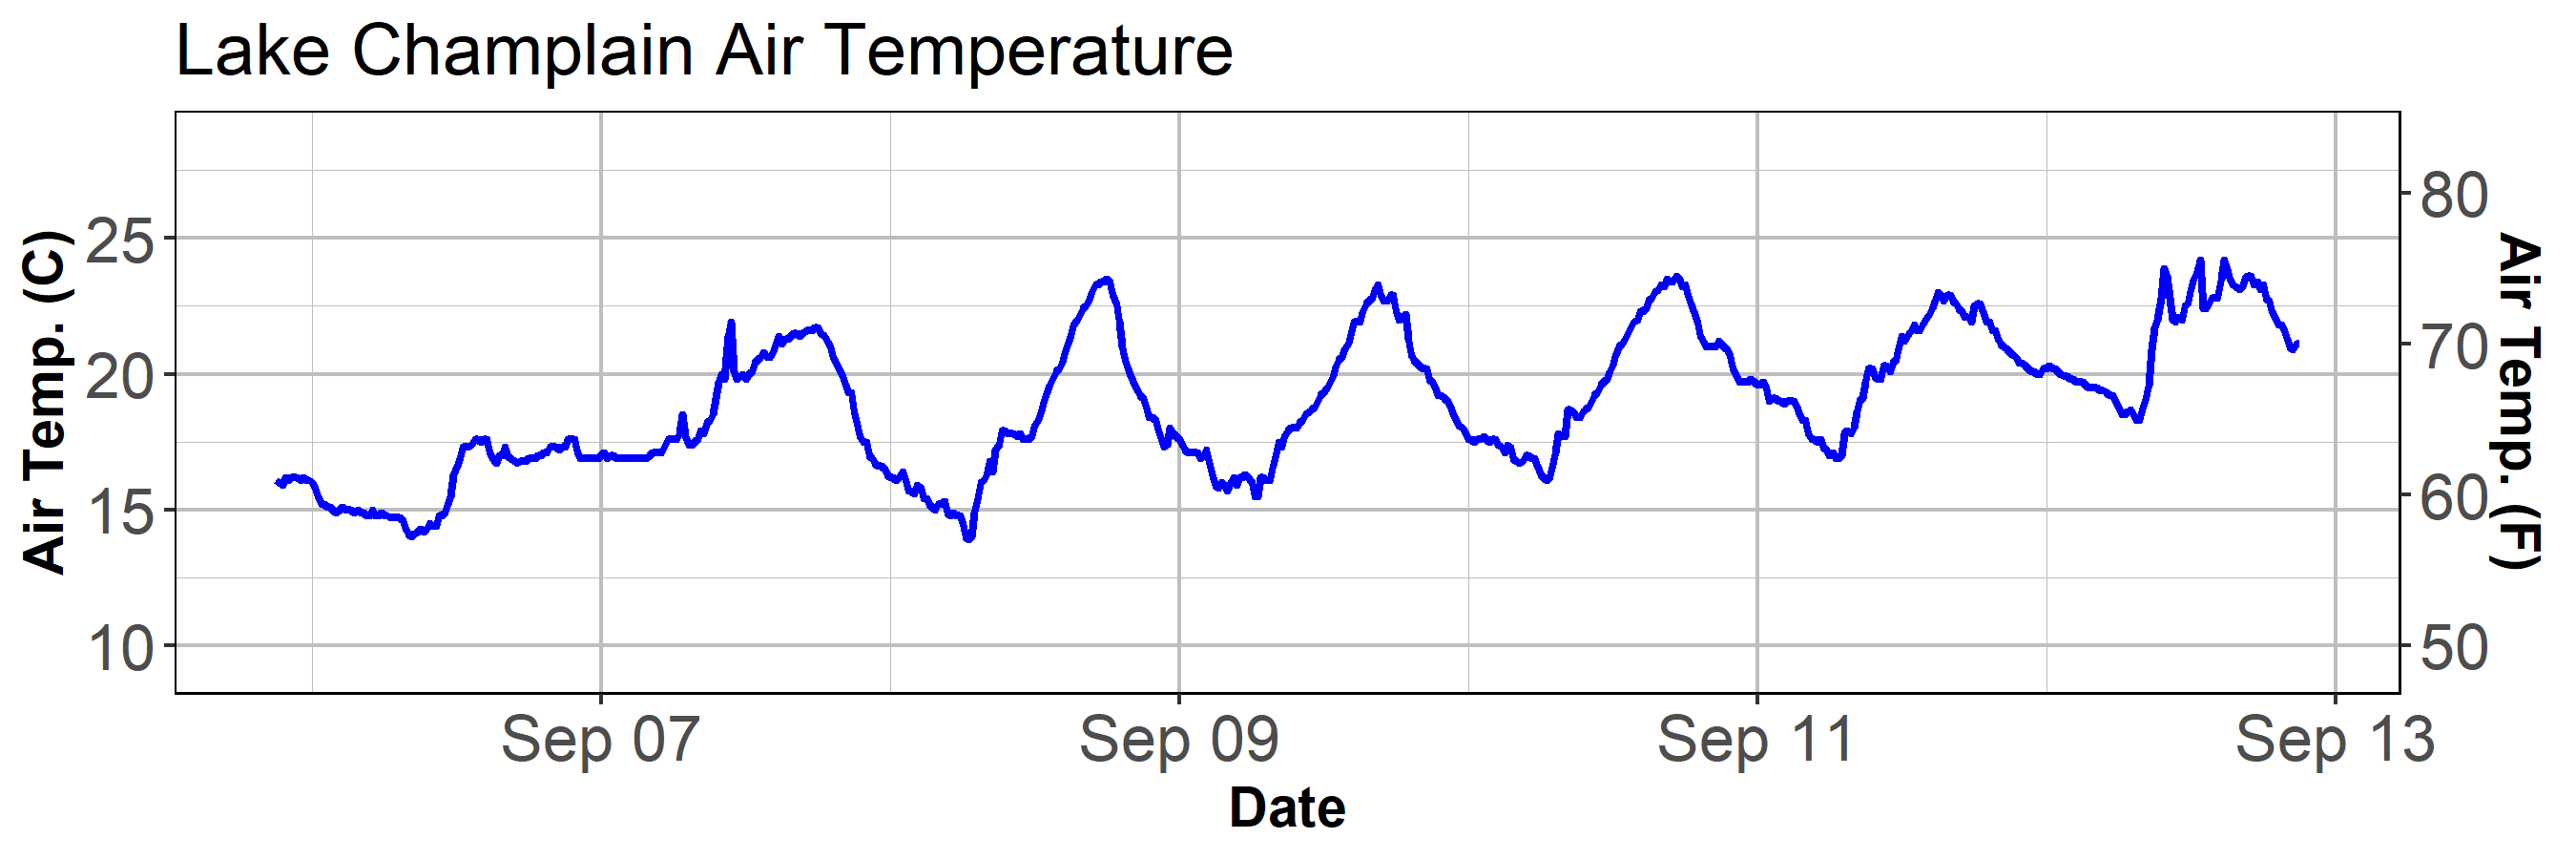 Lake Champlain Air Temperature
Air Temp. (C)
25
20
15
10
80
70
60
50
Air Temp. (F)
Sep 07
Sep 09
Sep 11
Sep 13
Date